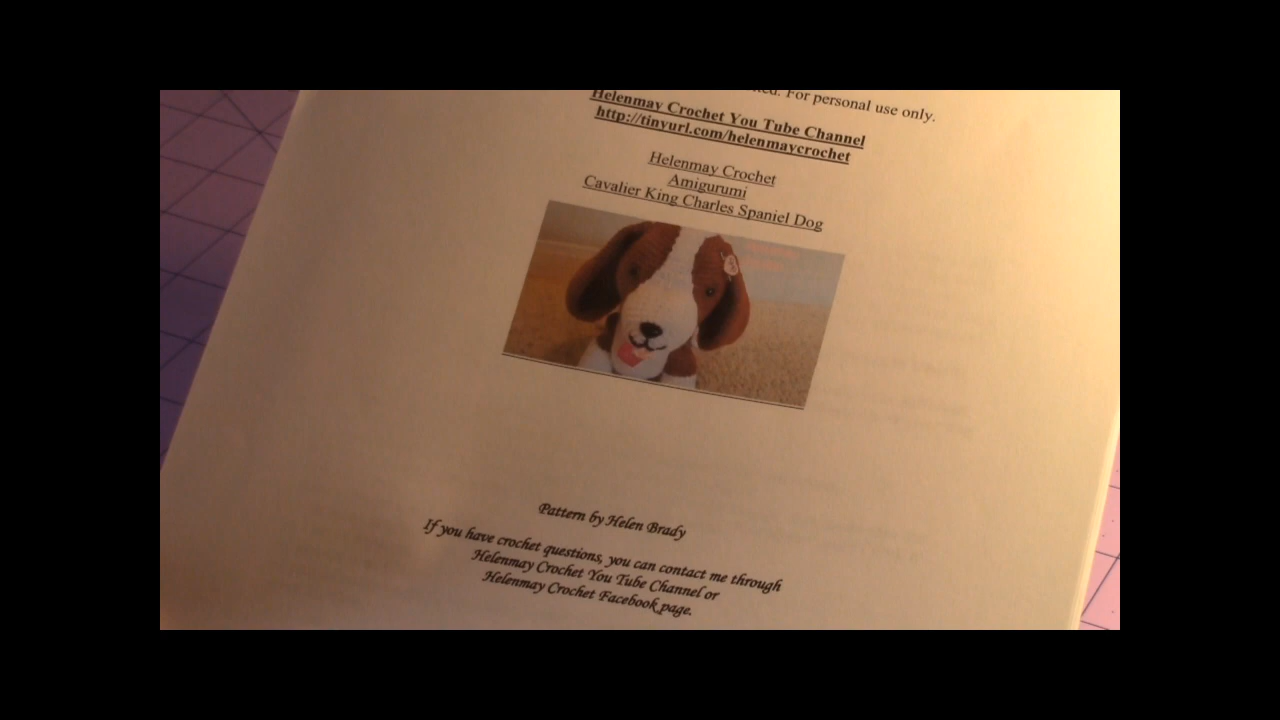 For personal use only.
Helenmay Crochet You Tube Channel
http://tinyurl.com/helenmaycrochet
Helenmay Crochet
Amigurumi
Cavalier King Charles Spaniel Dog
Pattern by Helen Brady
If you have crochet questions, you can contact me through
Helenmay Crochet You Tube Channel or
Helenmay Crochet Facebook page.